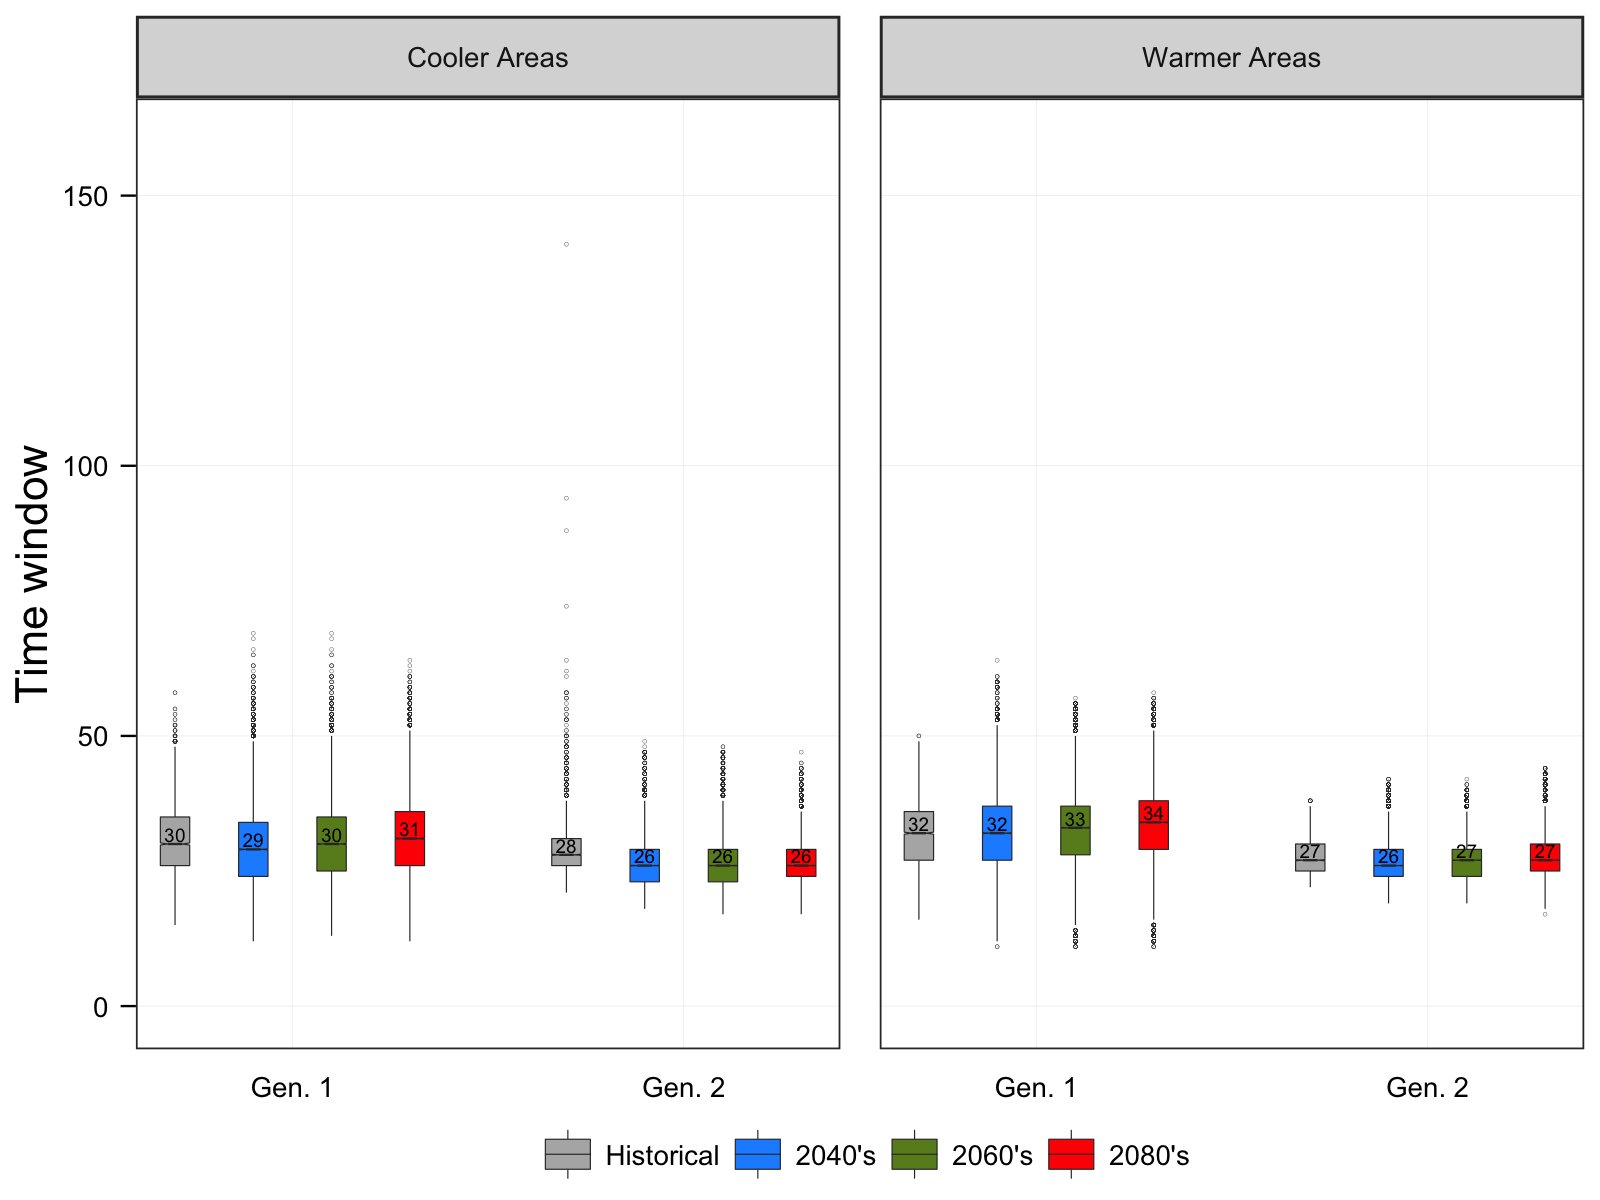 Cooler Areas
Warmer Areas
Time window
150
100
50
0
30 29 30 31 28 26 26 26
32 32 33 34 27 26 27 27
Gen. 1 Gen. 2 Gen. 1 Gen. 2
Historical 2040's 2060's 2080's